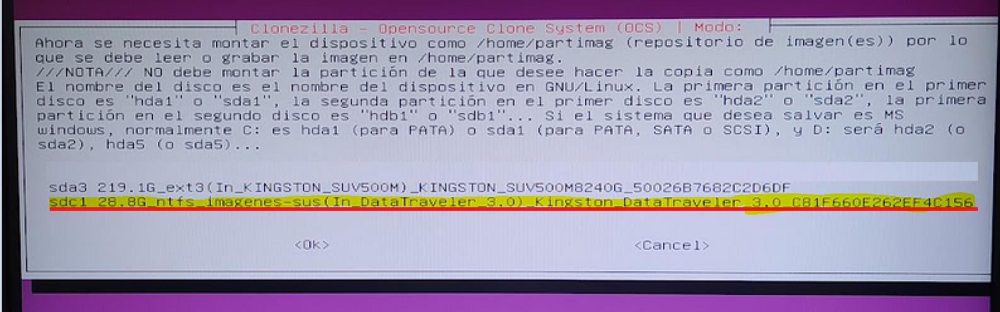 Clonezilla - Opensource Clone System (OCS) | Modo:
Ahora se necesita montar el dispositivo como /home/partimag (repositorio de imagen(es)) por lo
que se debe leer o grabar la imagen en /home/partimag.
///NOTA/// NO debe montar la partición de la que desee hacer la copia como /home/partimag
El nombre del disco es el nombre del dispositivo en GNU/Linux. La primera partición en el primer
disco es "hda1" o "sda1", la segunda partición en el primer disco es "hda2" o "sda2", la primera
partición en el segundo disco es "hdb1" o "sdb1"... Si el sistema que desea salvar es MS
windows, normalmente C: es hda1 (para PATA) o sda1 (para PATA, SATA o SCSI), y D: será hda2 (o
sda2), hda5 (o sda5)...
sda3 219.1G_ext3(In_KINGSTON_SUV500M)_KINGSTON_SUV500M8240G_50026B7682C2D6DF
sdc1 28.8G_ntfs_imagenes-sus(In_DataTraveler_3.0)_Kingston_DataTraveler_3.0_C81F660E262EF4C156
<Ok> <Cancel>